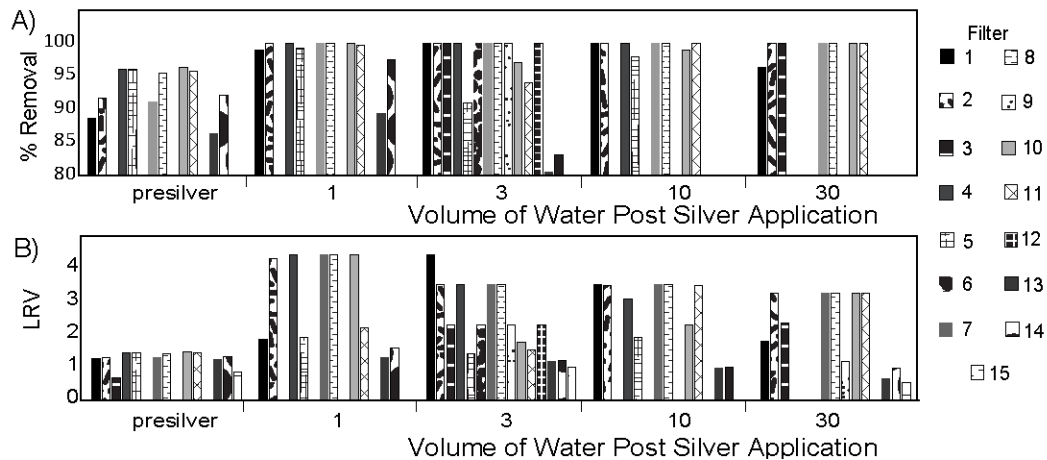 A)
% Removal
100
95
90
85
80
presilver 1 3 10 30
Volume of Water Post Silver Application
B)
LRV
4
3
2
1
0
presilver 1 3 10 30
Volume of Water Post Silver Application
Filter
1 8
2 9
3 10
4 11
5 12
6 13
7 14
15